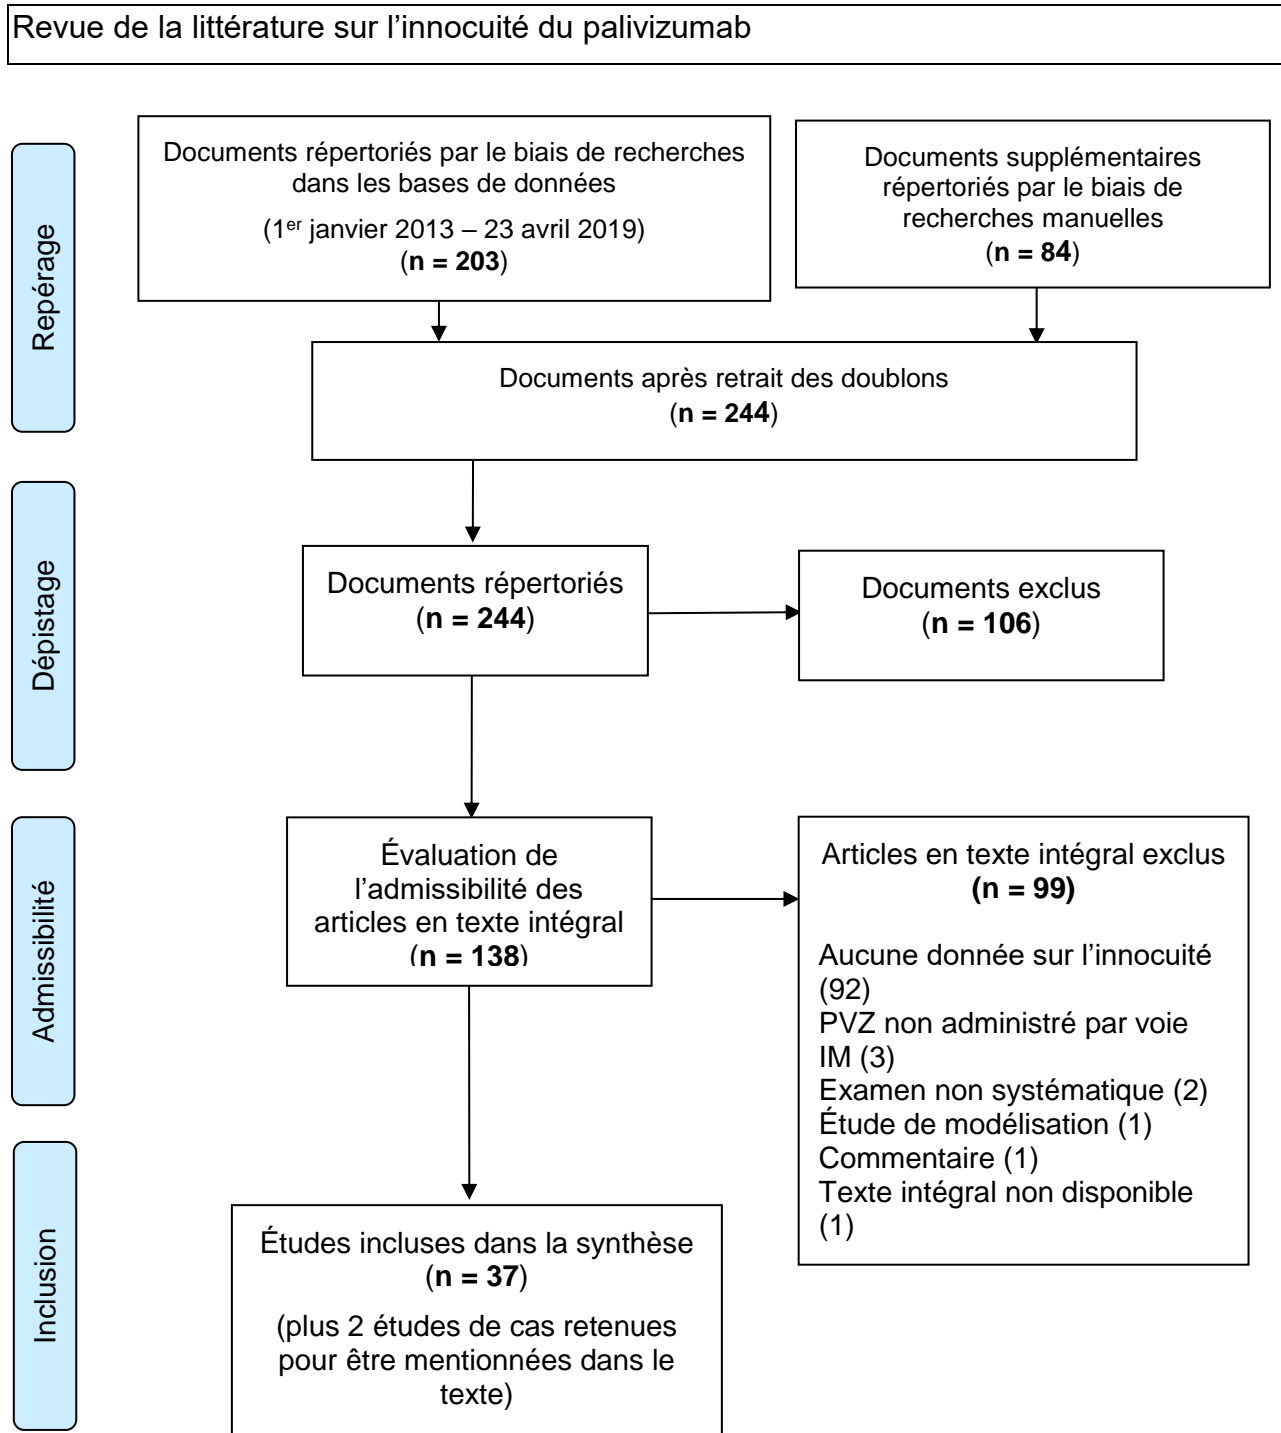 Revue de la littérature sur l’innocuité du palivizumab
Repérage
Documents répertoriés par le biais de recherches
dans les bases de données
(1er janvier 2013 – 23 avril 2019)
(n = 203)
Documents supplémentaires
répertoriés par le biais de
recherches manuelles
(n = 84)
Documents après retrait des doublons
(n = 244)
Dépistage
Documents répertoriés
(n = 244)
Documents exclus
(n = 106)
Admissibilité
Évaluation de
l’admissibilité des
articles en texte intégral
(n = 138)
Articles en texte intégral exclus
(n = 99)
Aucune donnée sur l’innocuité
(92)
PVZ non administré par voie
IM (3)
Examen non systématique (2)
Étude de modélisation (1)
Commentaire (1)
Texte intégral non disponible
(1)
Inclusion
Études incluses dans la synthèse
(n = 37)
(plus 2 études de cas retenues
pour être mentionnées dans le
texte)